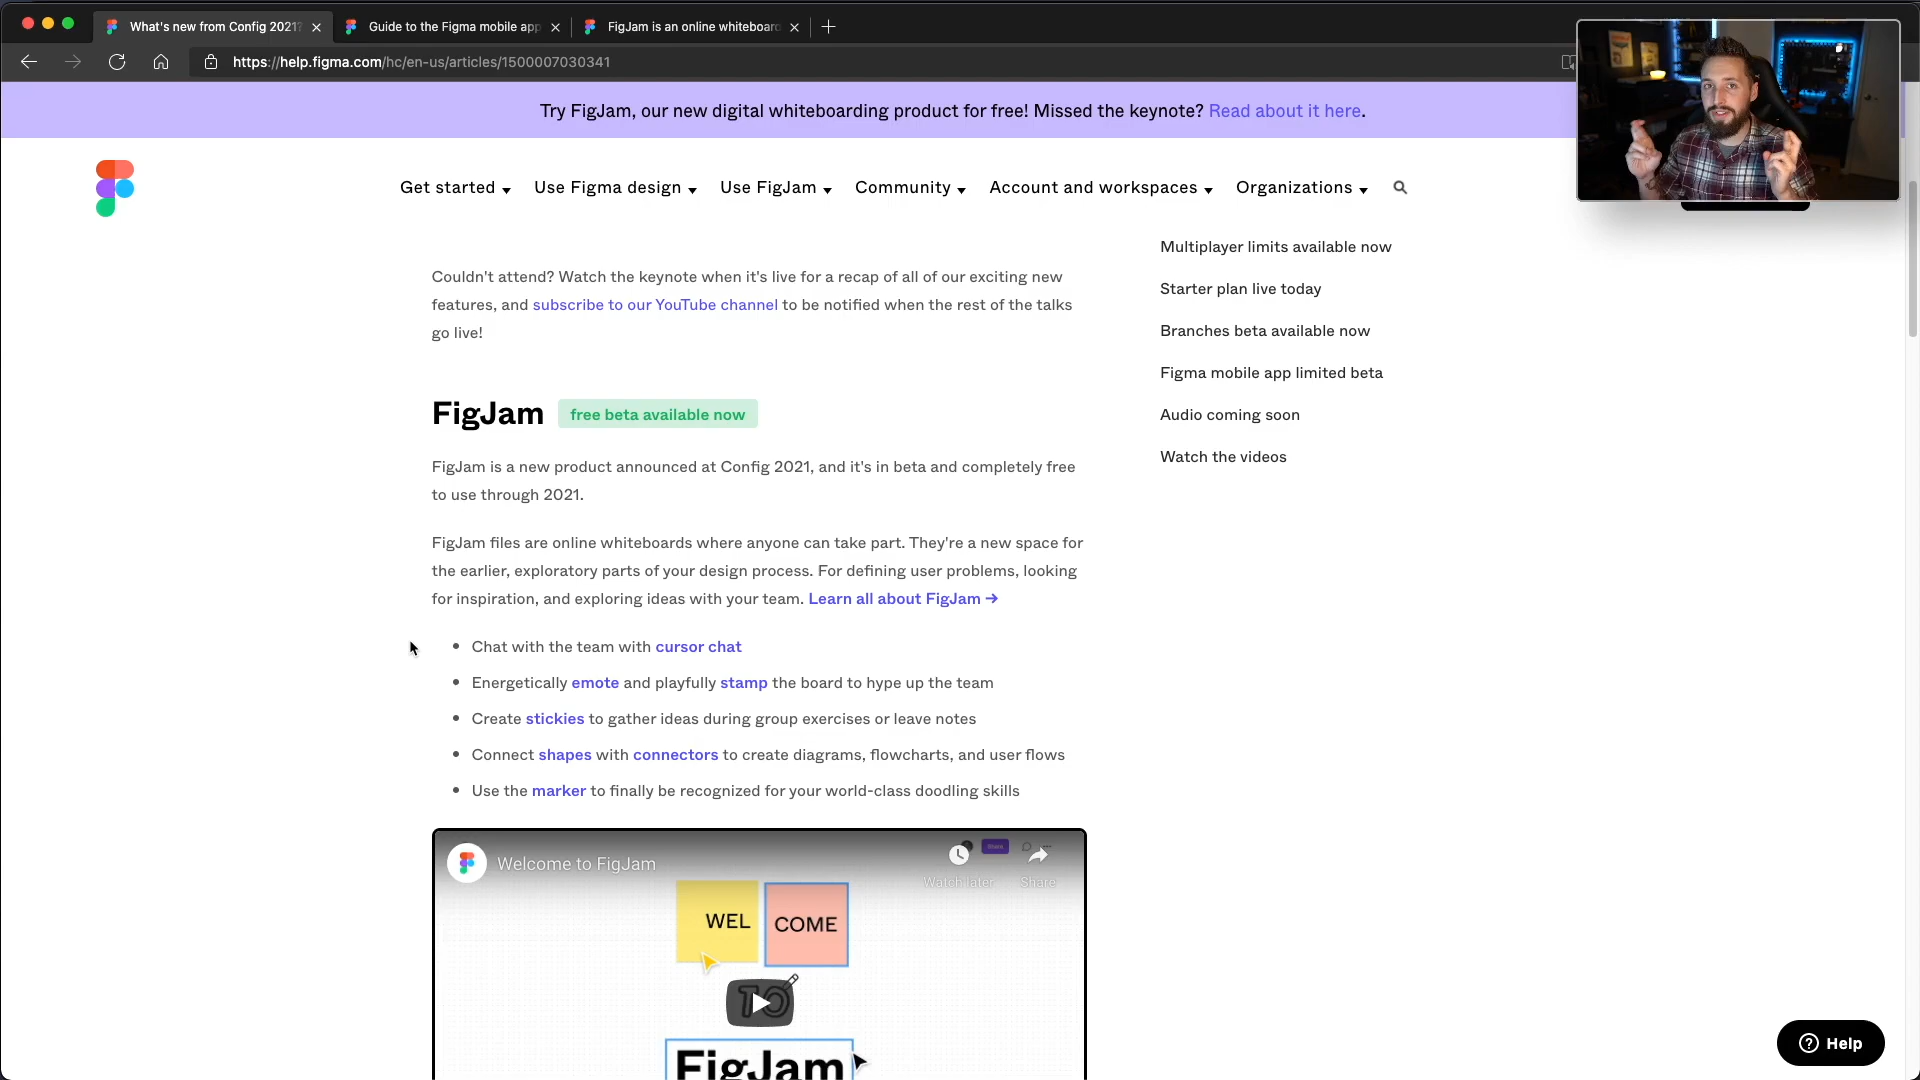 What's new from Config 2021?
Guide to the Figma mobile app
FigJam is an online whiteboard
https://help.figma.com/hc/en-us/articles/1500007030341
Try FigJam, our new digital whiteboarding product for free! Missed the keynote? Read about it here.
Get started
Use Figma design
Use FigJam
Community
Account and workspaces
Organizations
Couldn't attend? Watch the keynote when it's live for a recap of all of our exciting new
features, and subscribe to our YouTube channel to be notified when the rest of the talks
go live!
FigJam free beta available now
FigJam is a new product announced at Config 2021, and it's in beta and completely free
to use through 2021.
FigJam files are online whiteboards where anyone can take part. They're a new space for
the earlier, exploratory parts of your design process. For defining user problems, looking
for inspiration, and exploring ideas with your team. Learn all about FigJam →
• Chat with the team with cursor chat
• Energetically emote and playfully stamp the board to hype up the team
• Create stickies to gather ideas during group exercises or leave notes
• Connect shapes with connectors to create diagrams, flowcharts, and user flows
• Use the marker to finally be recognized for your world-class doodling skills
Welcome to FigJam
Watch later
Share
Share
WEL
COME
TO
FigJam
Multiplayer limits available now
Starter plan live today
Branches beta available now
Figma mobile app limited beta
Audio coming soon
Watch the videos
Help